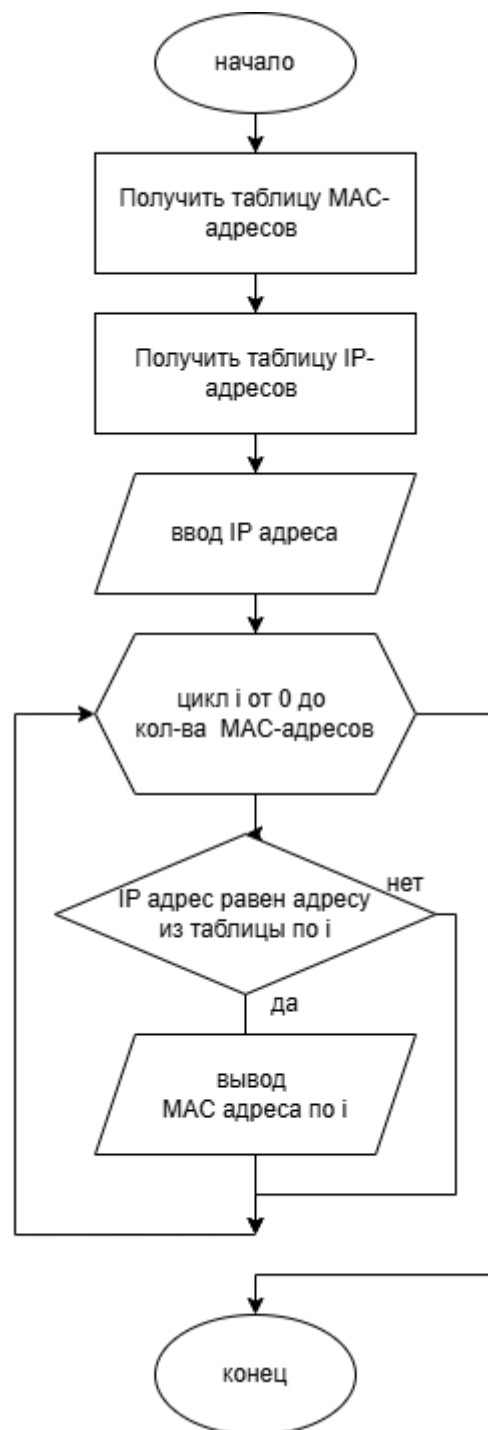 начало
Получить таблицу MAC-
адресов
Получить таблицу IP-
адресов
ввод IP адреса
цикл i от 0 до
кол-ва MAC-адресов
IP адрес равен адресу
из таблицы по i
нет
да
вывод
MAC адреса по i
конец